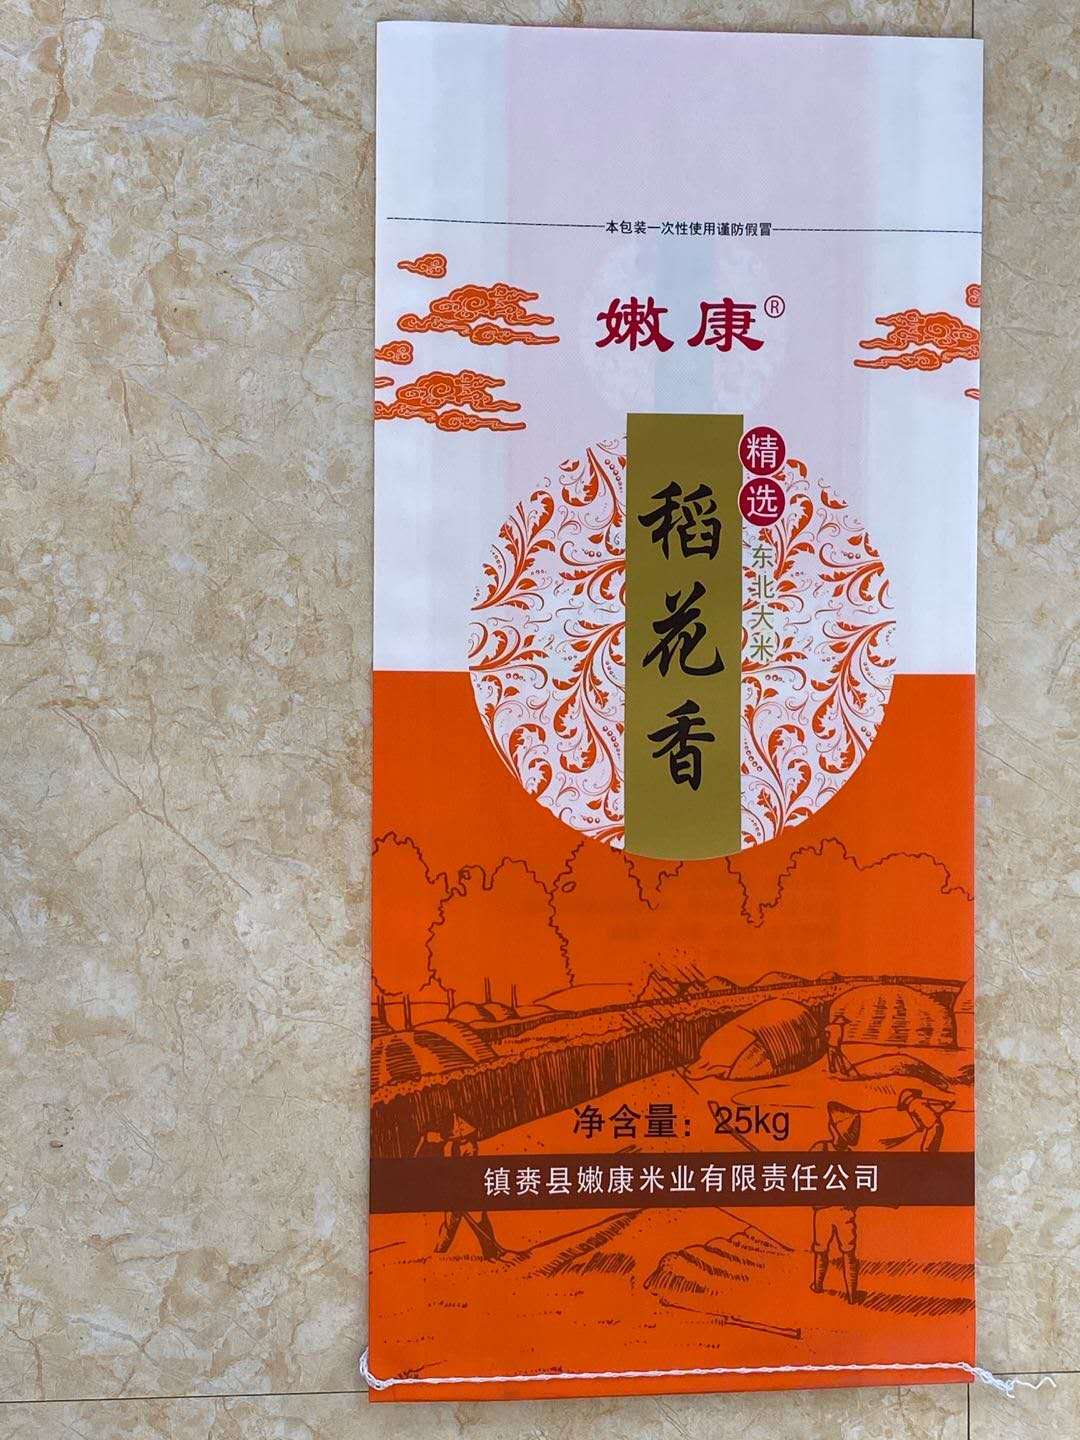 本包装一次性使用谨防假冒
嫩康®
精选
稻花香
东北大米
净含量：25kg
镇赉县嫩康米业有限责任公司